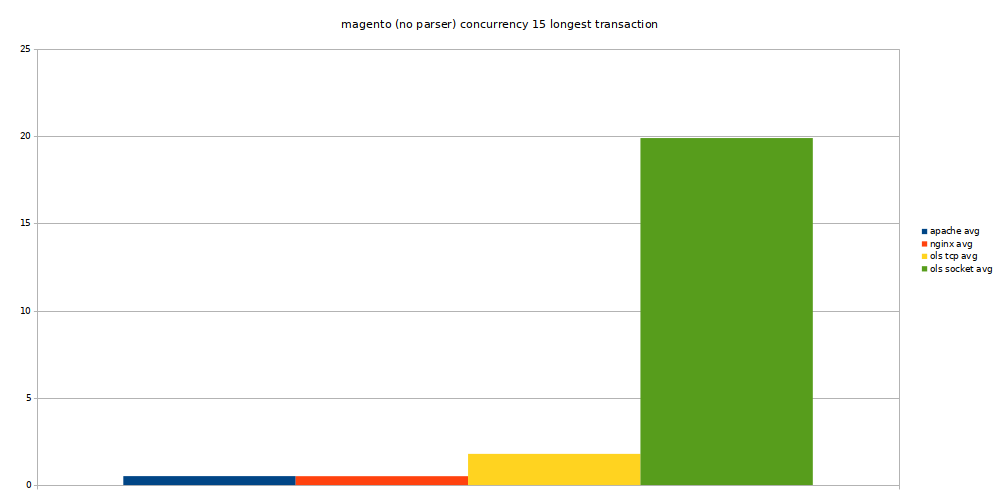 magento (no parser) concurrency 15 longest transaction
25
20
15
10
5
0
apache avg
nginx avg
ols tcp avg
ols socket avg